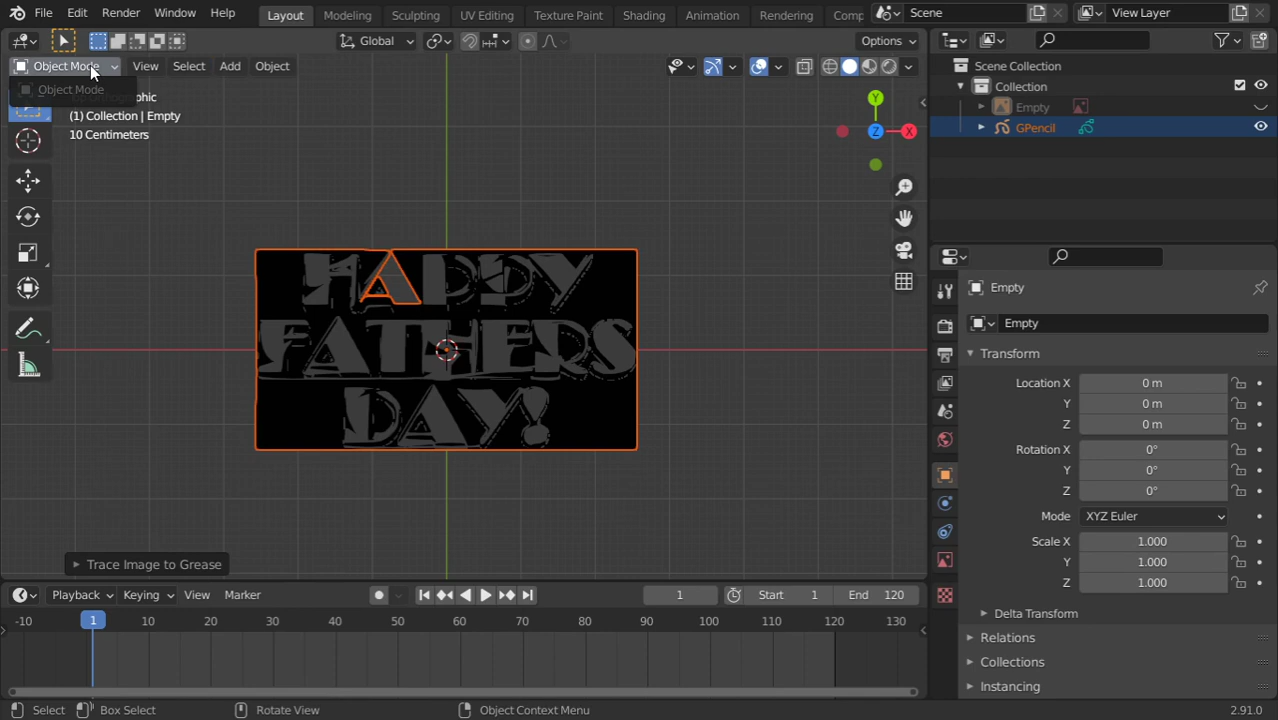 File Edit Render Window Help Layout Modeling Sculpting UV Editing Texture Paint Shading Animation Rendering Comp Scene View Layer
Global Options
Object Mode View Select Add Object
Object Mode
(1) Collection | Empty
10 Centimeters
Y
Z X
HAPPY
FATHERS
DAY!
Trace Image to Grease
Scene Collection
Collection
Empty
GPencil
Empty
Empty
Transform
Location X 0 m
Y 0 m
Z 0 m
Rotation X 0°
Y 0°
Z 0°
Mode XYZ Euler
Scale X 1.000
Y 1.000
Z 1.000
Delta Transform
Relations
Collections
Instancing
Playback Keying View Marker 1 Start 1 End 120
-10 1 10 20 30 40 50 60 70 80 90 100 110 120 130
Select Box Select Rotate View Object Context Menu 2.91.0